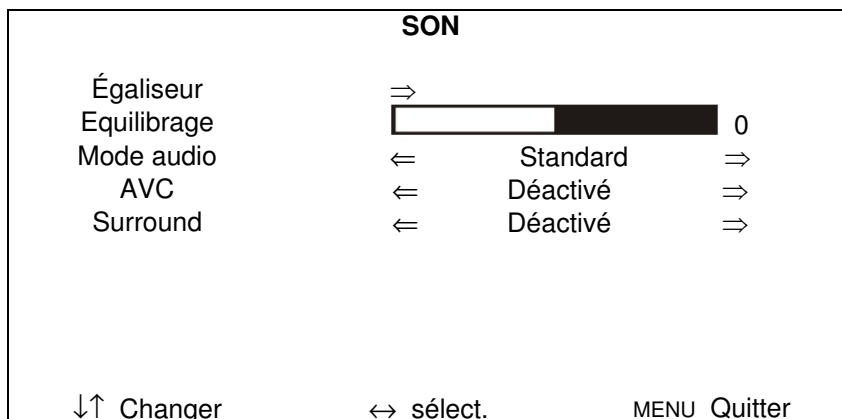 SON
Égaliseur ⇒
Equilibrage 0
Mode audio ⇐ Standard ⇒
AVC ⇐ Déactivé ⇒
Surround ⇐ Déactivé ⇒
↓↑ Changer ↔ sélect. MENU Quitter